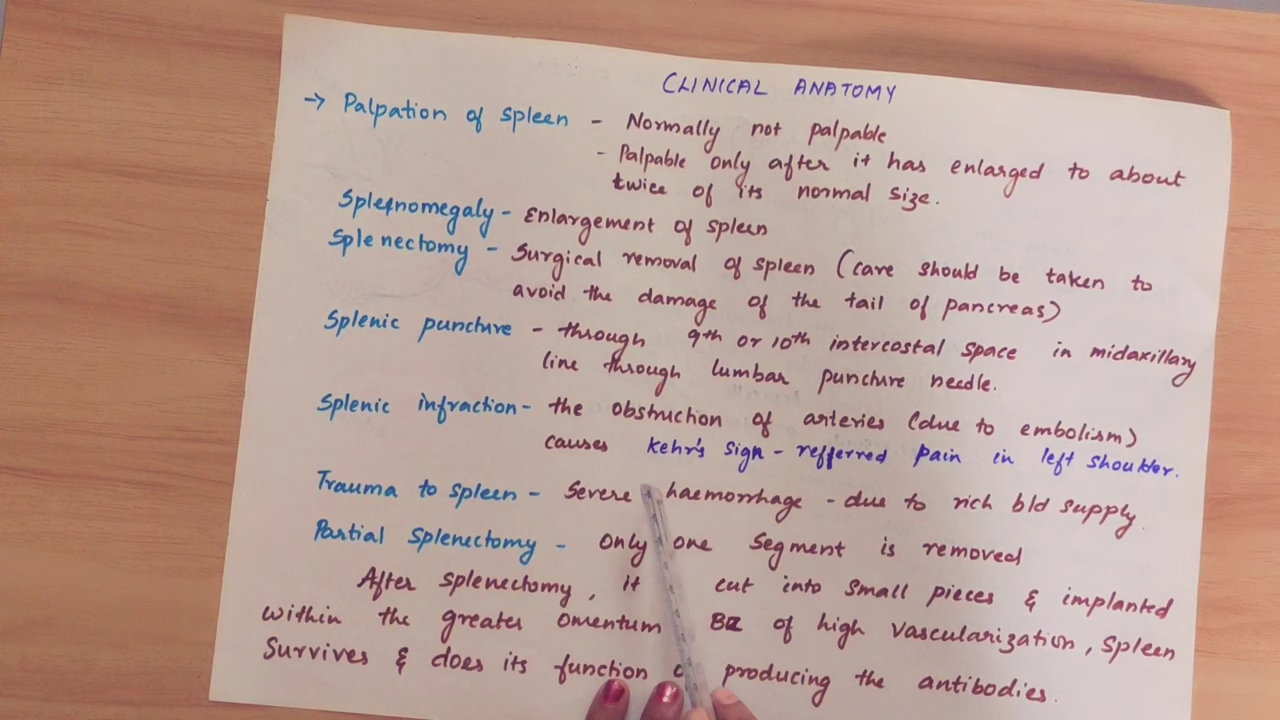 CLINICAL ANATOMY
→ Palpation of spleen - Normally not palpable
- Palpable only after it has enlarged to about
twice of its normal size.
Spleenomegaly - Enlargement of spleen
Splenectomy - Surgical removal of spleen (care should be taken to
avoid the damage of the tail of pancreas)
Splenic puncture - through 9th or 10th intercostal space in midaxillary
line through lumbar puncture needle.
Splenic infraction - the obstruction of arteries (due to embolism)
causes Kehr's sign - refferred pain in left shoulder.
Trauma to spleen - Severe haemorrhage - due to rich bld supply.
Partial splenectomy - Only one segment is removed
After splenectomy, it cut into small pieces & implanted
within the greater omentum Bz of high vascularization, spleen
survives & does its function producing the antibodies.